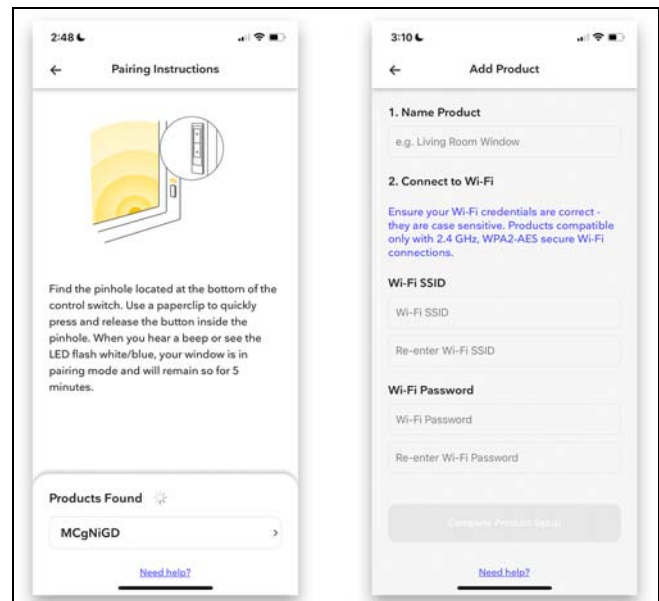 2:48
Pairing Instructions
Find the pinhole located at the bottom of the
control switch. Use a paperclip to quickly
press and release the button inside the
pinhole. When you hear a beep or see the
LED flash white/blue, your window is in
pairing mode and will remain so for 5
minutes.
Products Found
MCgNiGD
Need help?
3:10
Add Product
1. Name Product
e.g. Living Room Window
2. Connect to Wi-Fi
Ensure your Wi-Fi credentials are correct -
they are case sensitive. Products compatible
only with 2.4 GHz, WPA2-AES secure Wi-Fi
connections.
Wi-Fi SSID
Wi-Fi SSID
Re-enter Wi-Fi SSID
Wi-Fi Password
Wi-Fi Password
Re-enter Wi-Fi Password
Complete Product Setup
Need help?